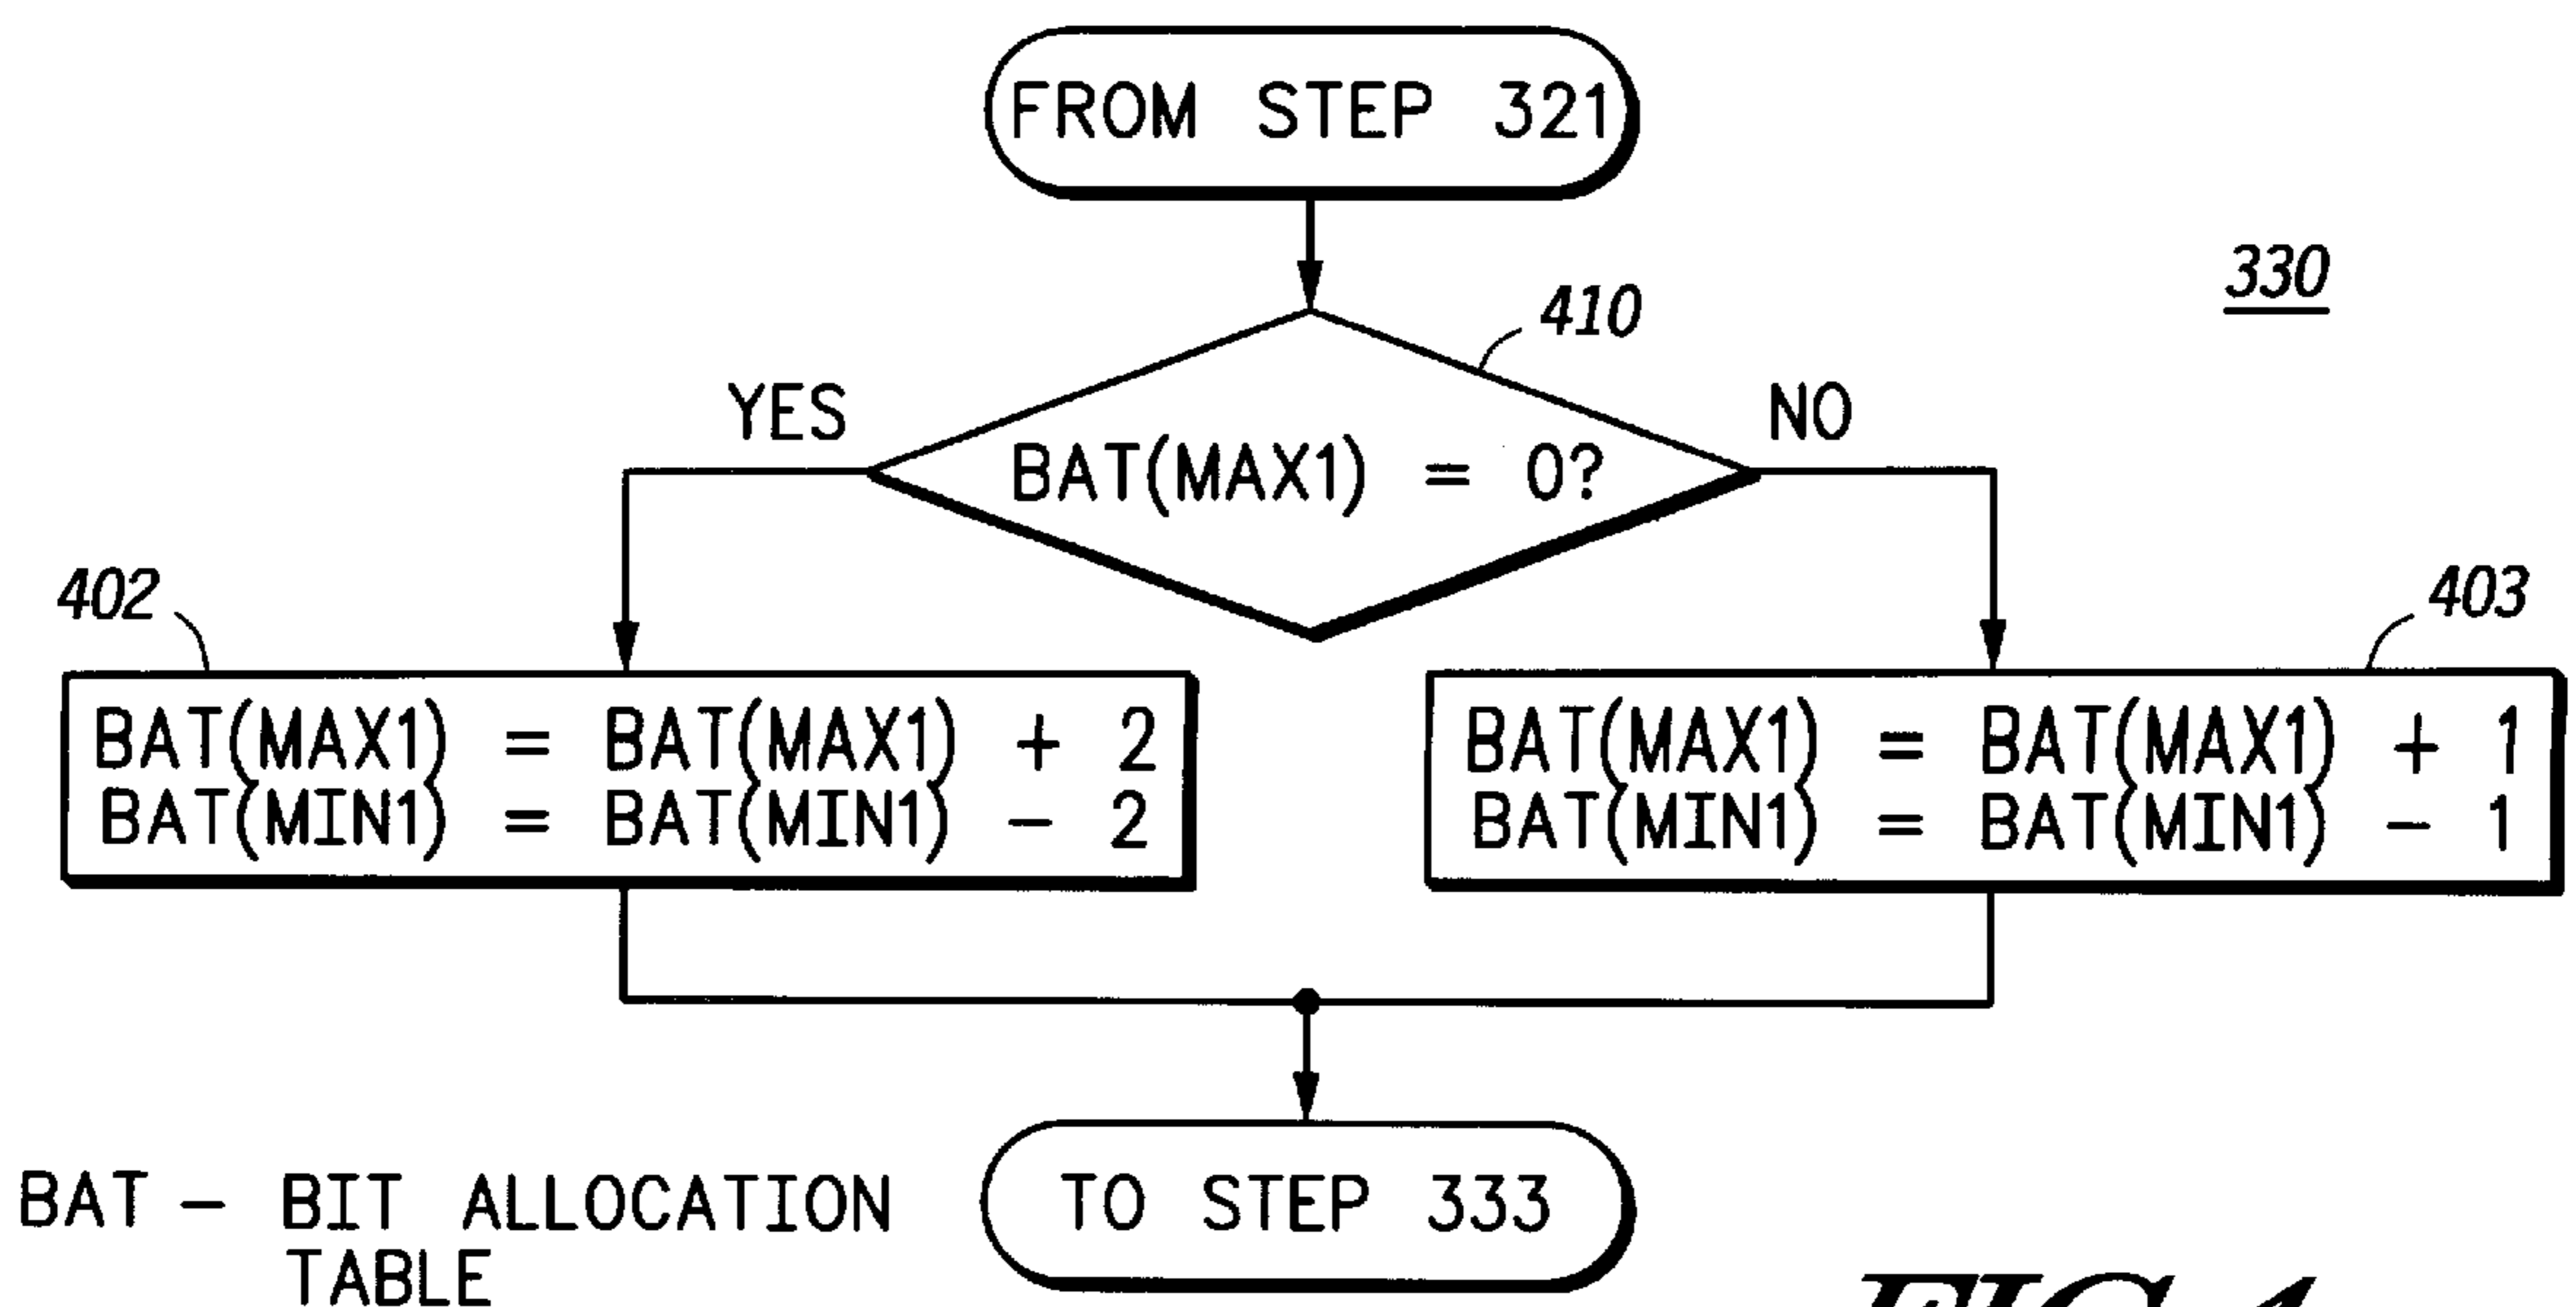 FROM STEP 321
330
410
YES
NO
BAT(MAX1) = 0?
402
403
BAT(MAX1) = BAT(MAX1) + 2
BAT(MIN1) = BAT(MIN1) - 2
BAT(MAX1) = BAT(MAX1) + 1
BAT(MIN1) = BAT(MIN1) - 1
BAT - BIT ALLOCATION
TABLE
TO STEP 333